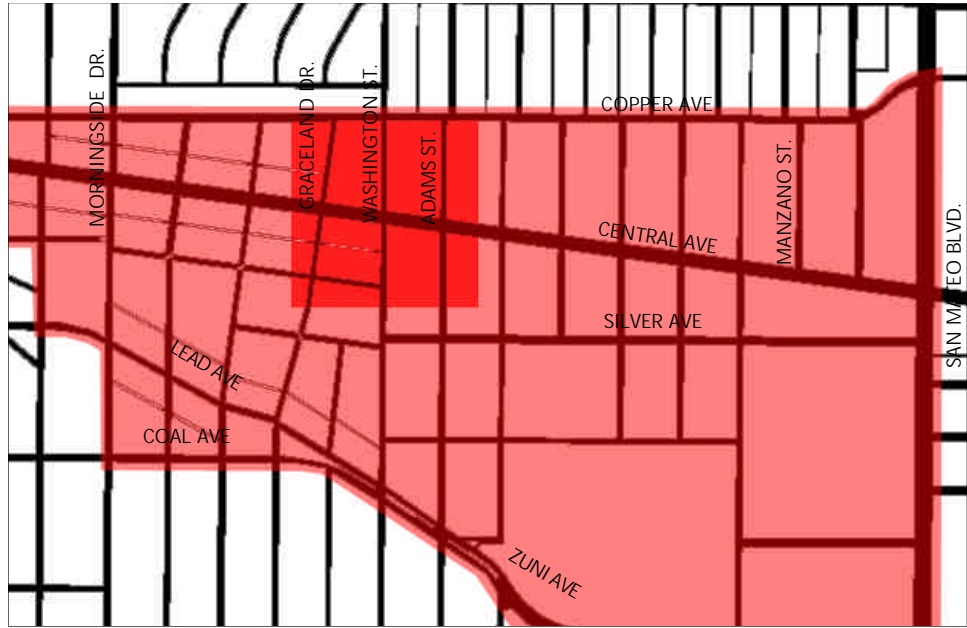 MORNINGSIDE DR.
GRACELAND DR.
WASHINGTON ST.
ADAMS ST.
COPPER AVE
MANZANO ST.
CENTRAL AVE
SAN MATEO BLVD.
SILVER AVE
LEAD AVE
COAL AVE
ZUNI AVE